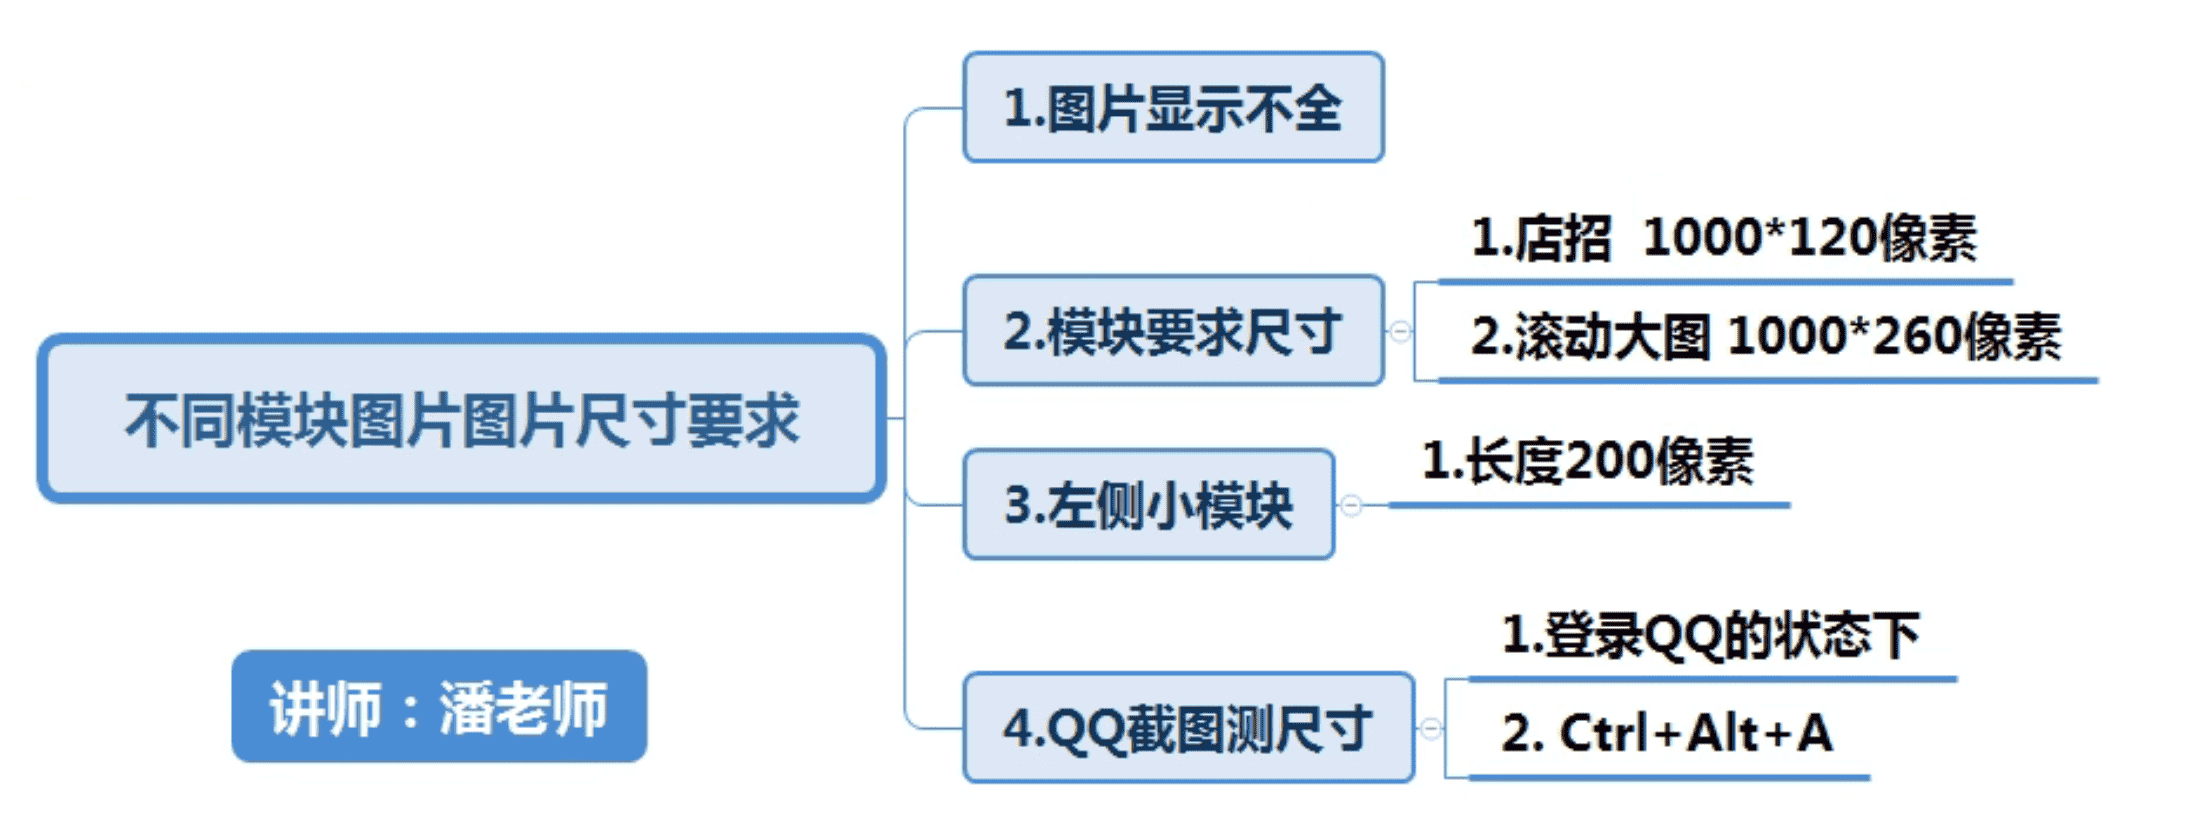 不同模块图片图片尺寸要求
1.图片显示不全
2.模块要求尺寸
1.店招 1000*120像素
2.滚动大图 1000*260像素
3.左侧小模块
1.长度200像素
4.QQ截图测尺寸
1.登录QQ的状态下
2. Ctrl+Alt+A
讲师：潘老师